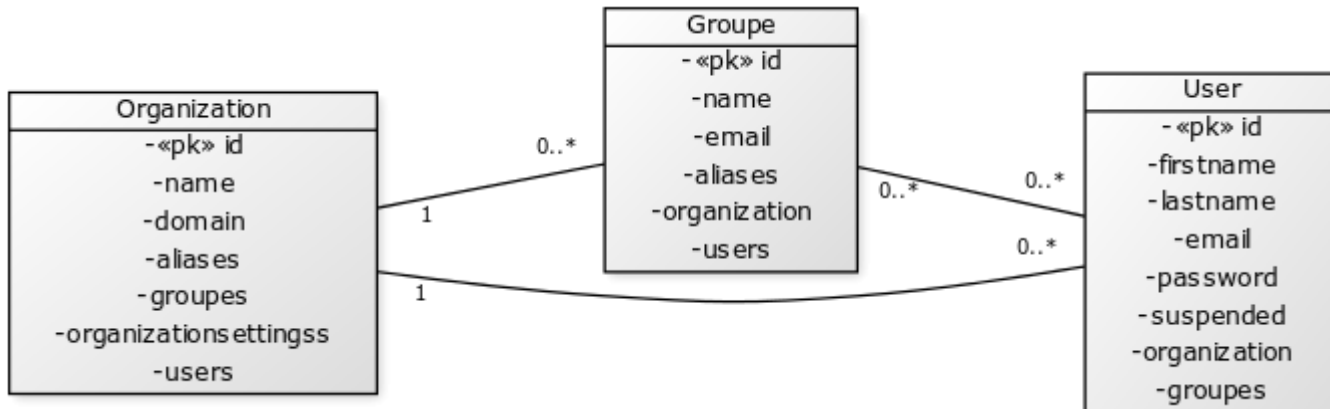 Organization
-«pk» id
-name
-domain
-aliases
-groupes
-organizationsettingss
-users
1
1
0..*
Groupe
-«pk» id
-name
-email
-aliases
-organization
-users
0..*
0..*
0..*
User
-«pk» id
-firstname
-lastname
-email
-password
-suspended
-organization
-groupes